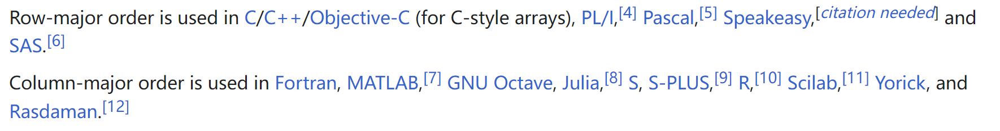 Row-major order is used in C/C++/Objective-C (for C-style arrays), PL/I,[4] Pascal,[5] Speakeasy,[citation needed] and
SAS.[6]
Column-major order is used in Fortran, MATLAB,[7] GNU Octave, Julia,[8] S, S-PLUS,[9] R,[10] Scilab,[11] Yorick, and
Rasdaman.[12]